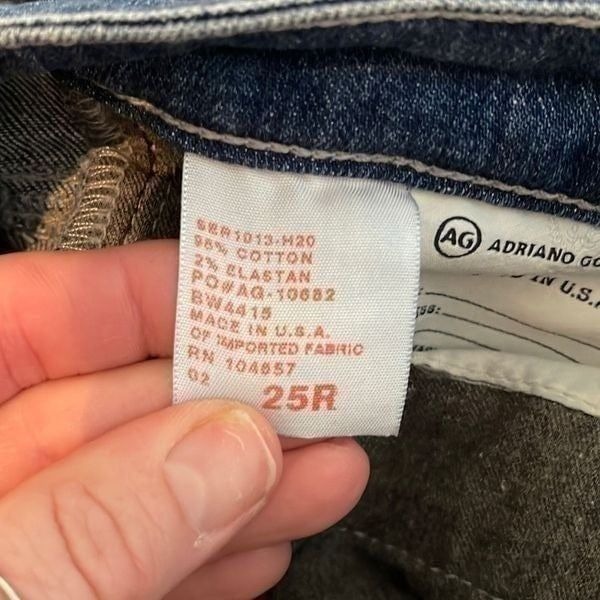 SER1013-H20
98% COTTON
2% ELASTAN
PO#AG-10682
BW4415
MADE IN U.S.A.
OF IMPORTED FABRIC
RN 104857
02
25R
AG ADRIANO GO
IN U.S.A